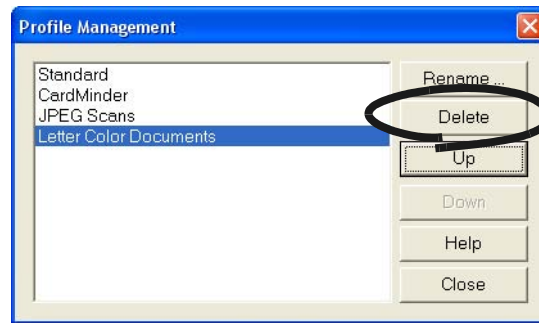 Profile Management
Standard
CardMinder
JPEG Scans
Letter Color Documents
Rename ...
Delete
Up
Down
Help
Close